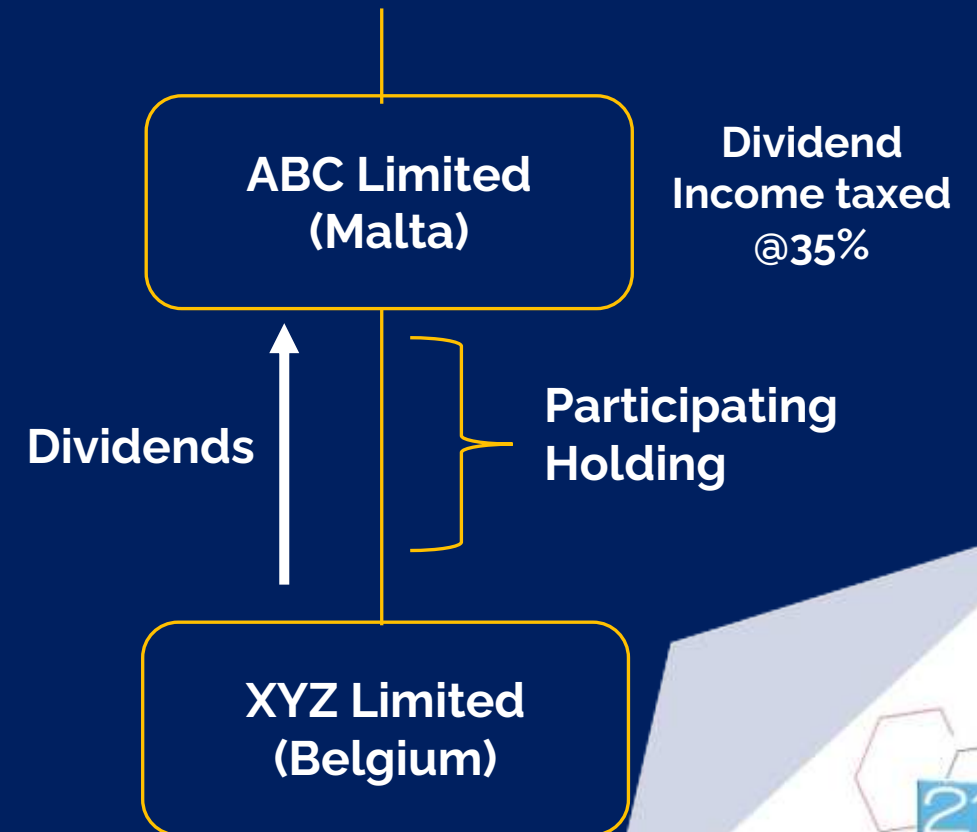 ABC Limited
(Malta)
Dividend
Income taxed
@35%
Dividends
Participating
Holding
XYZ Limited
(Belgium)